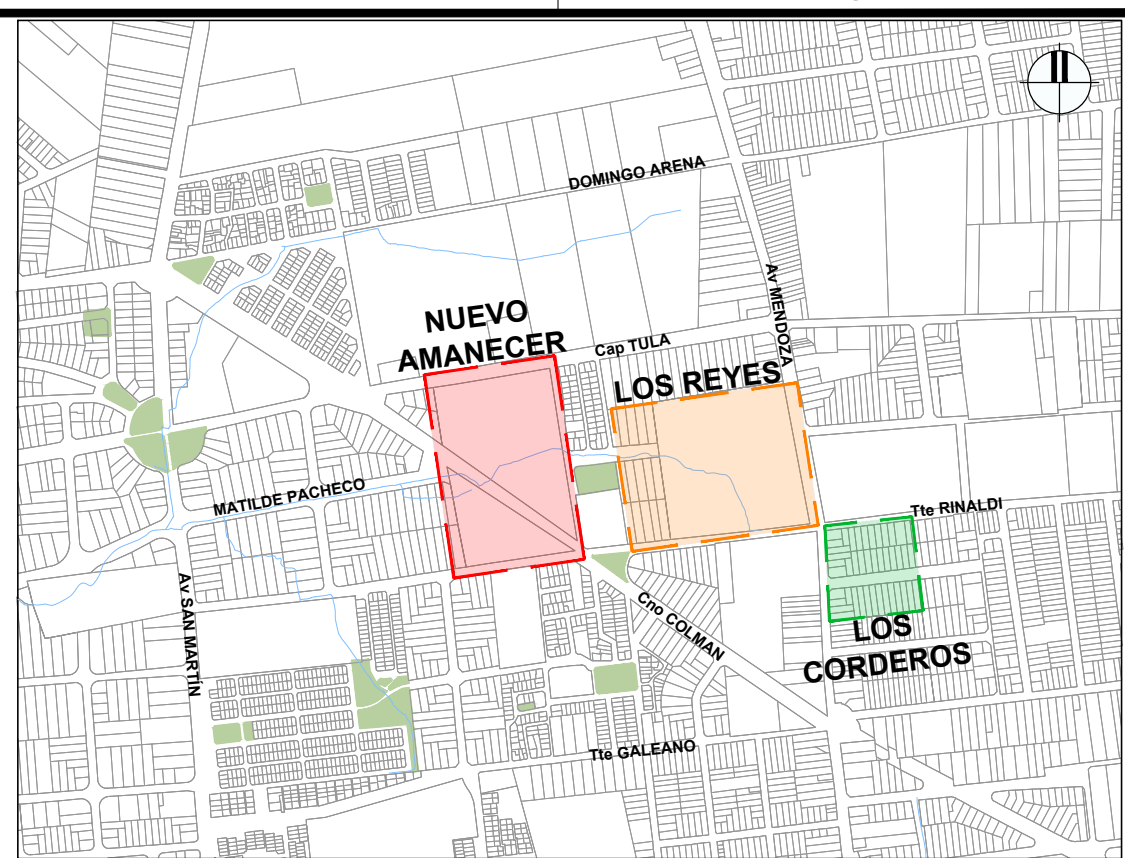 DOMINGO ARENA
Av MENDOZA
NUEVO
AMANECER
Cap TULA
LOS REYES
MATILDE PACHECO
Tte RINALDI
Av SAN MARTÍN
Cno COLMAN
LOS
CORDEROS
Tte GALEANO